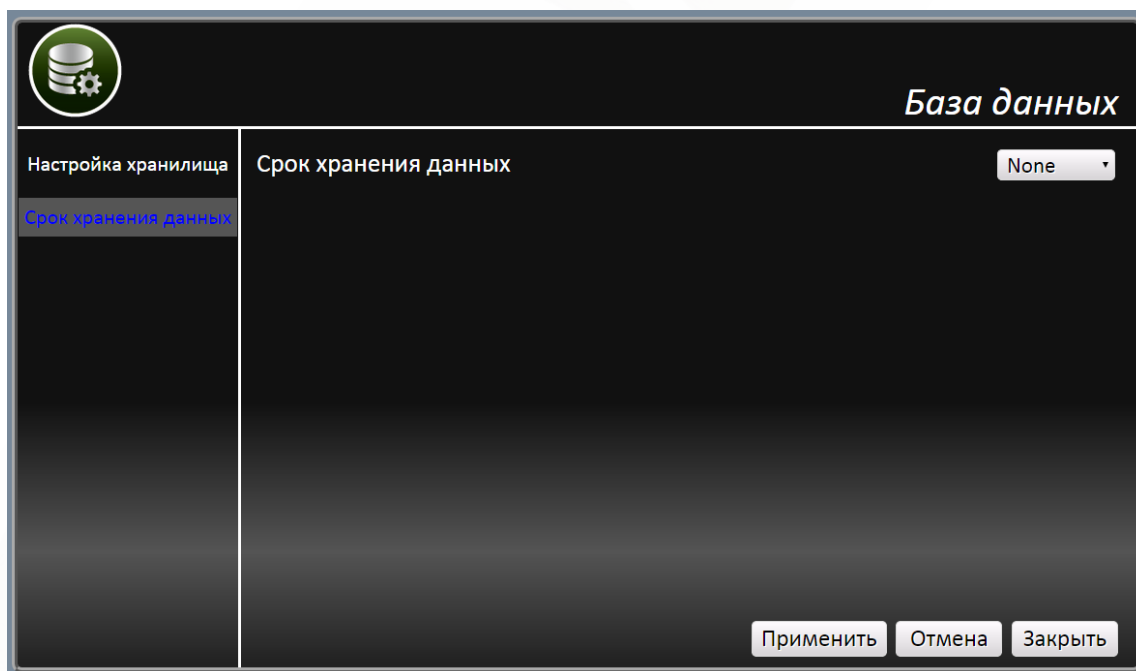 База данных
Настройка хранилища
Срок хранения данных
Срок хранения данных
None
Применить
Отмена
Закрыть